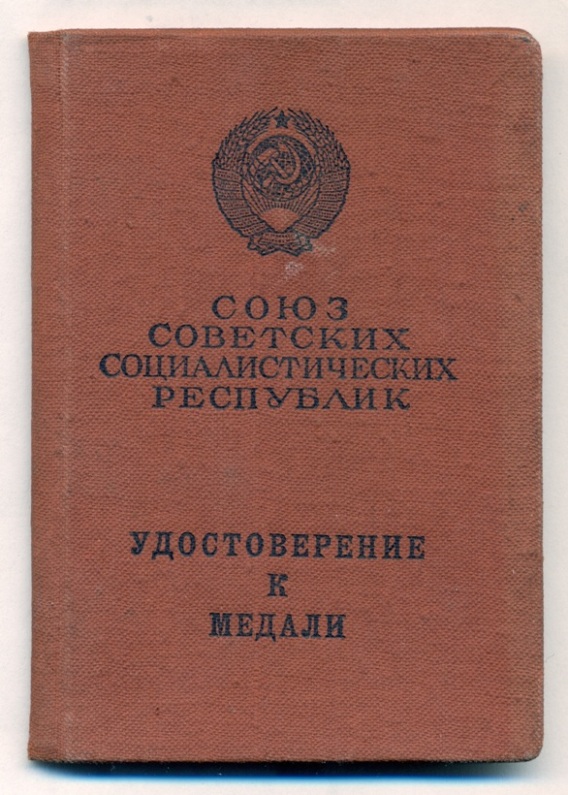 СОЮЗ
СОВЕТСКИХ
СОЦИАЛИСТИЧЕСКИХ
РЕСПУБЛИК
УДОСТОВЕРЕНИЕ
К
МЕДАЛИ